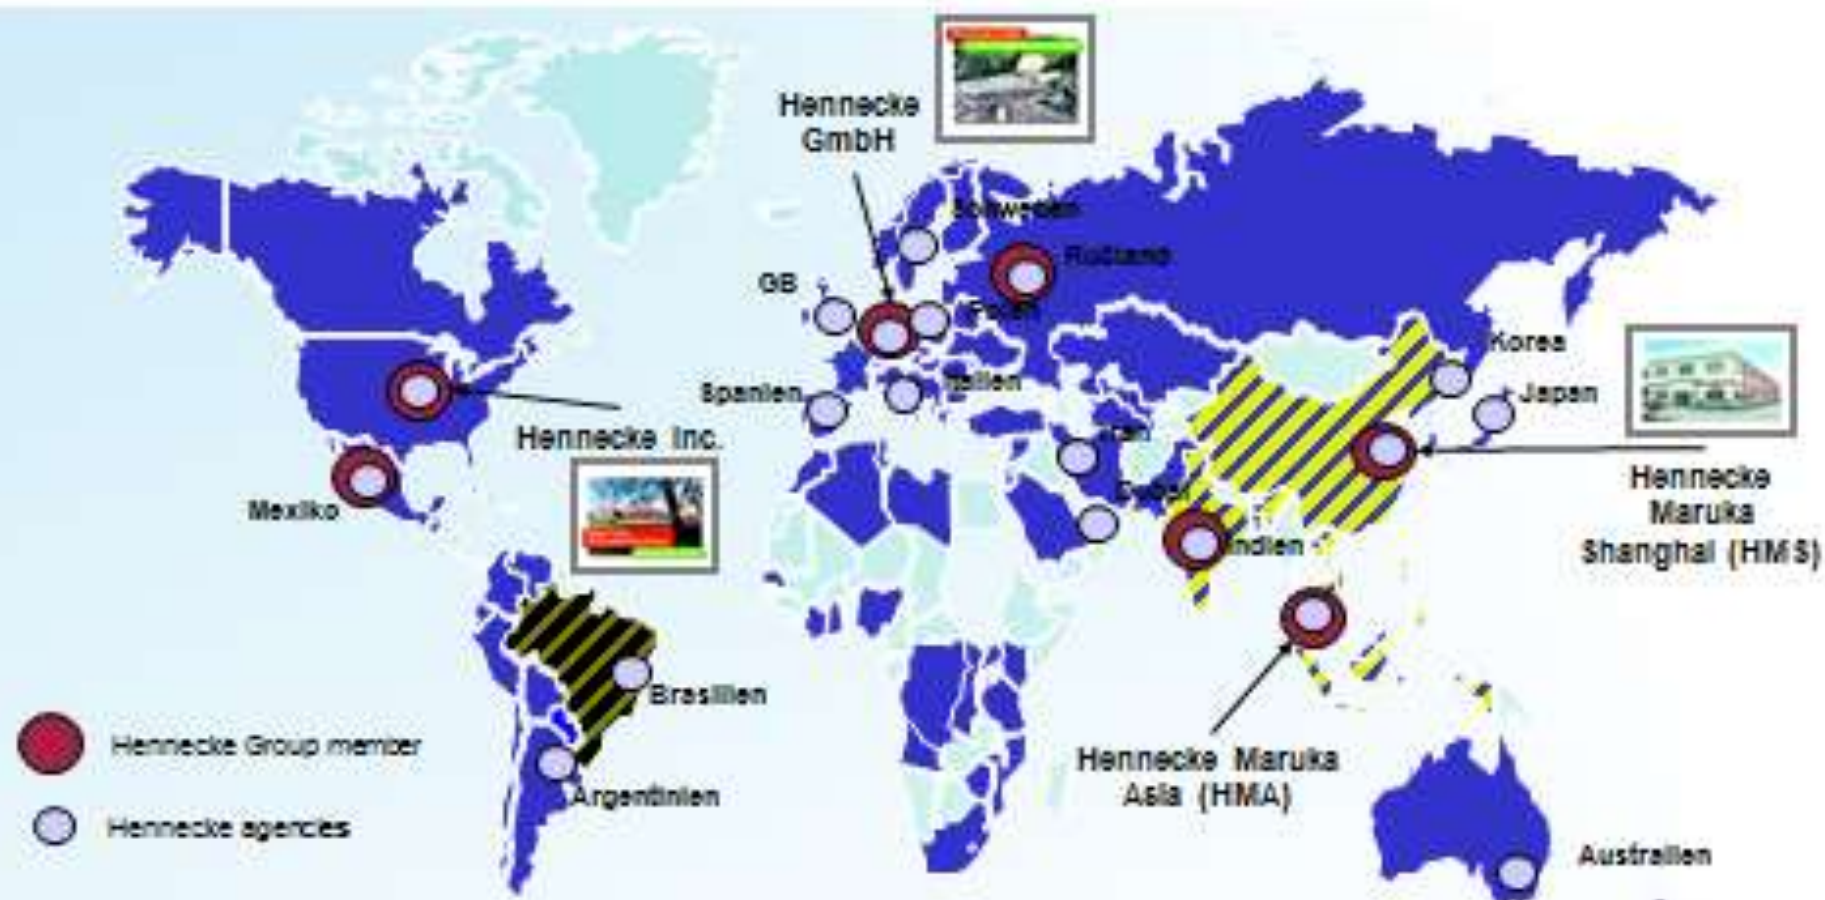 Hennecke
GmbH
Schweden
Rußland
GB
Polen
Korea
Spanien
Italien
Japan
Iran
Hennecke Inc.
Mexiko
Dubai
Hennecke
Maruka
Shanghai (HMS)
Indien
Brasilien
Hennecke Group member
Hennecke Maruka
Asia (HMA)
Argentinien
Hennecke agencies
Australien